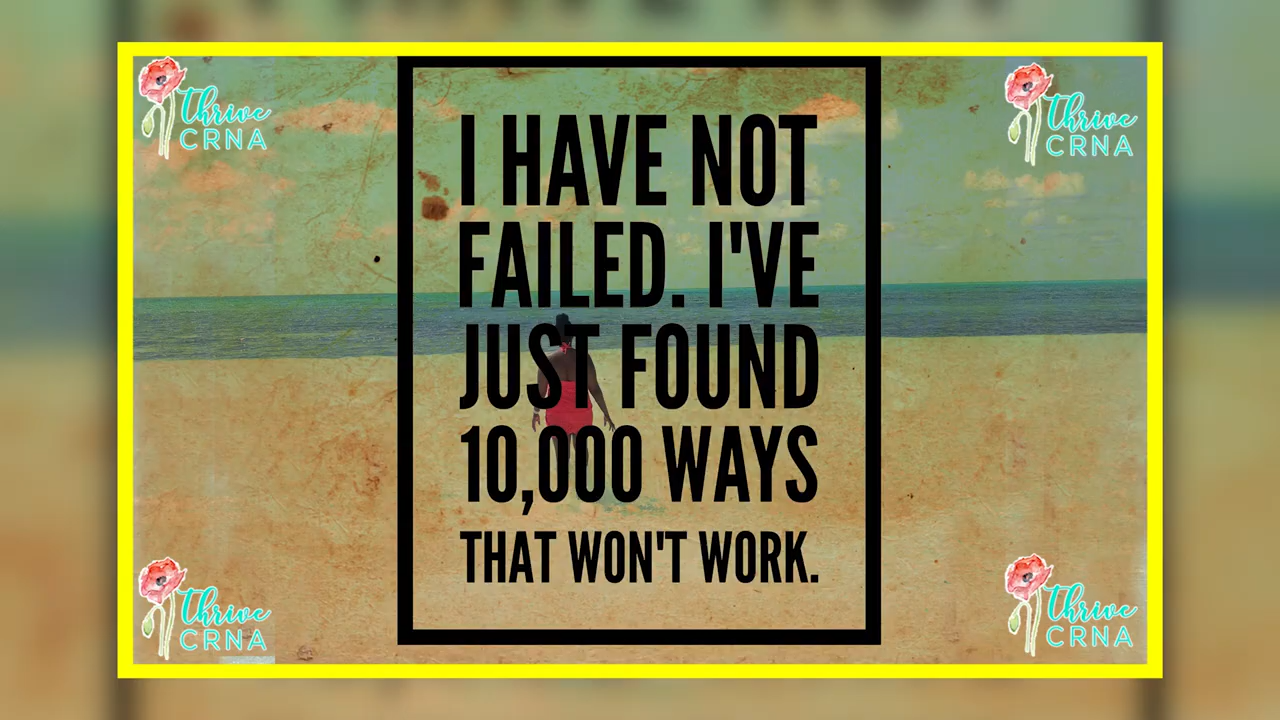 thrive
CRNA
thrive
CRNA
I HAVE NOT
FAILED. I'VE
JUST FOUND
10,000 WAYS
THAT WON'T WORK.
thrive
CRNA
thrive
CRNA